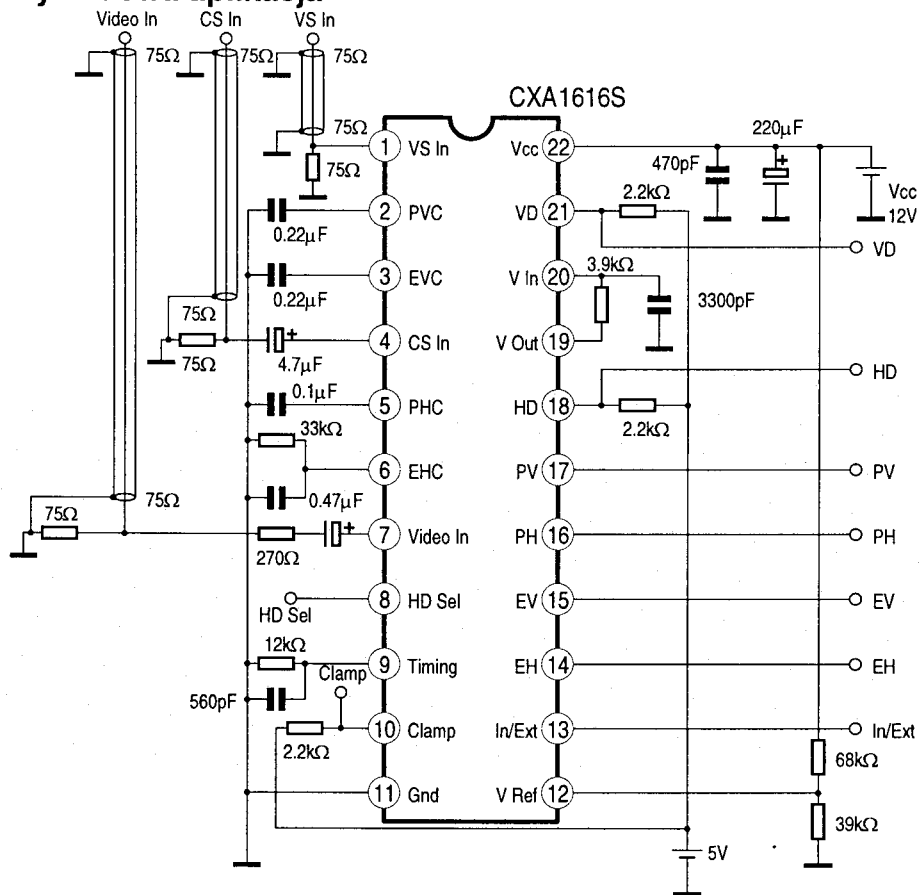 Video In
CS In
VS In
75Ω
75Ω
75Ω
CXA1616S
75Ω
75Ω
1
VS In
Vcc
22
470pF
220µF
+
Vcc
12V
2
PVC
0.22µF
VD
21
2.2kΩ
VD
3
EVC
0.22µF
V In
20
3.9kΩ
3300pF
75Ω
75Ω
4.7µF
+
4
CS In
V Out
19
HD
0.1µF
5
PHC
HD
18
2.2kΩ
33kΩ
6
EHC
0.47µF
PV
17
PV
75Ω
75Ω
270Ω
+
7
Video In
PH
16
PH
HD Sel
8
HD Sel
EV
15
EV
12kΩ
560pF
9
Timing
EH
14
EH
Clamp
2.2kΩ
10
Clamp
In/Ext
13
In/Ext
68kΩ
11
Gnd
V Ref
12
39kΩ
5V